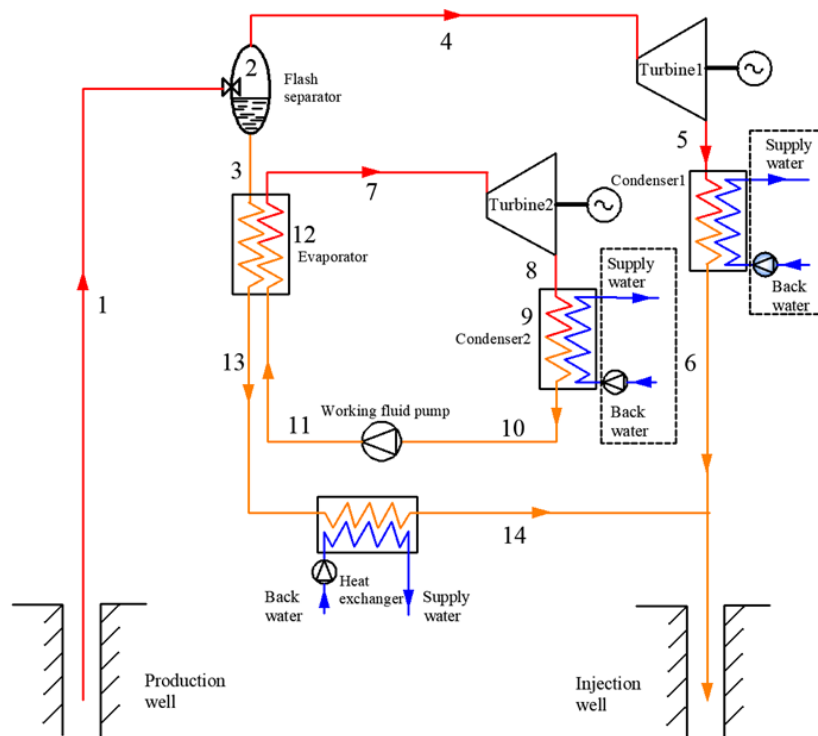 4
2
Flash
separator
Turbine1
5
Supply
water
Condenser1
3
7
Turbine2
12
Evaporator
8
Supply
water
Back
water
1
9
Condenser2
13
6
Working fluid pump
11
10
Back
water
14
Back
water
Heat
exchanger
Supply
water
Production
well
Injection
well